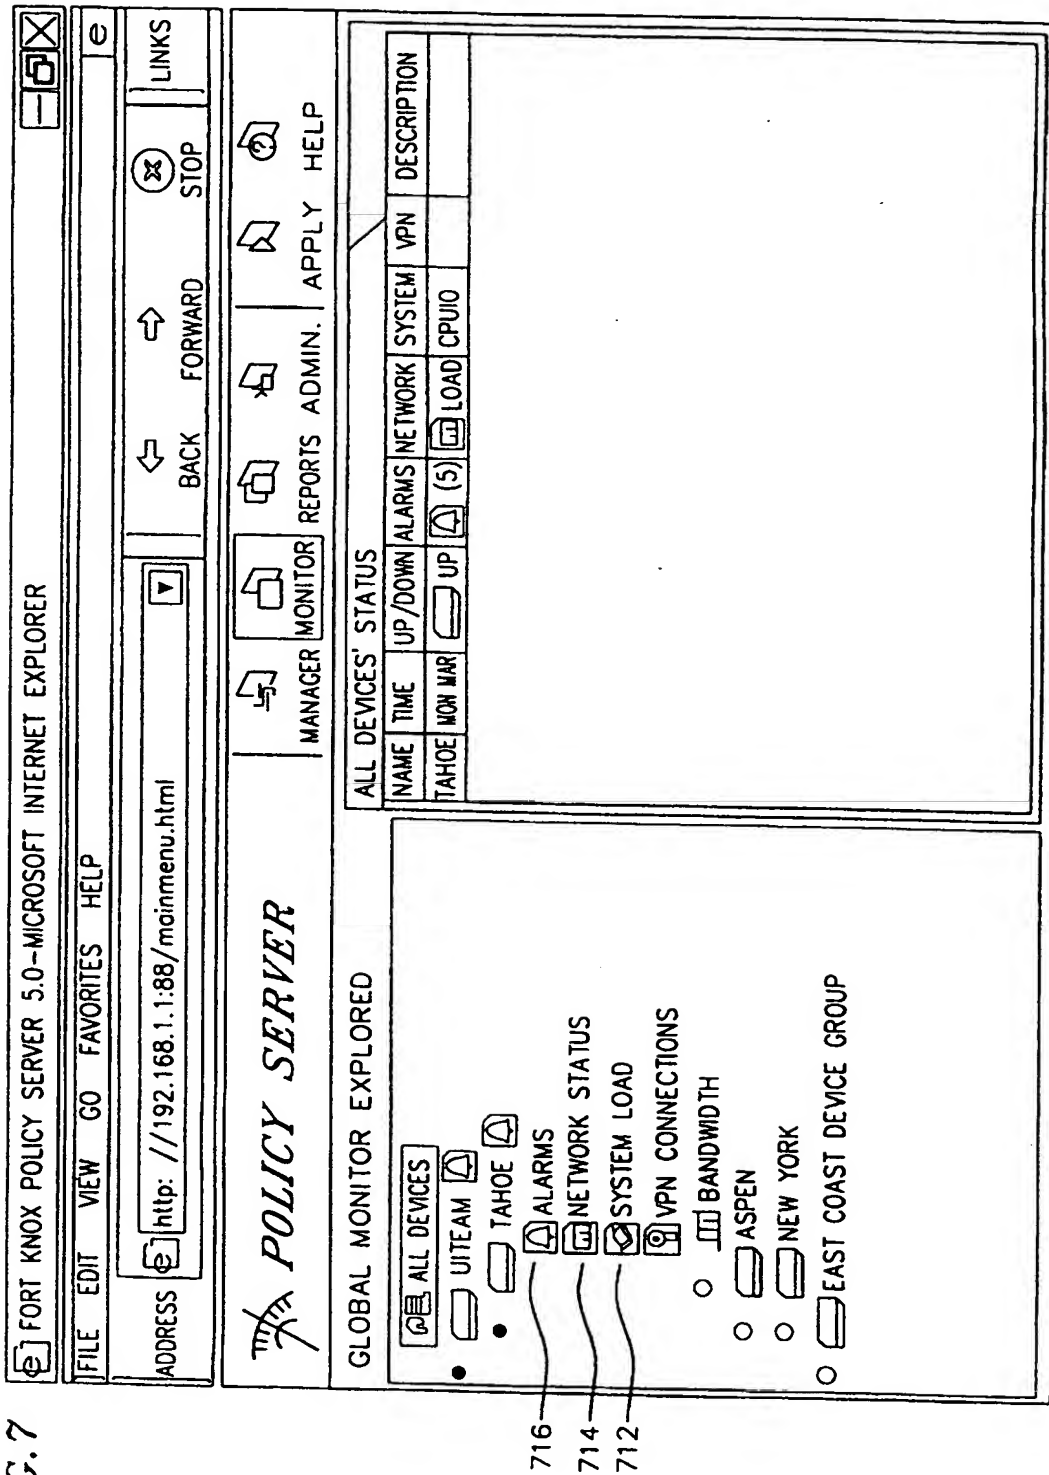 FORT KNOX POLICY SERVER 5.0-MICROSOFT INTERNET EXPLORER
FILE EDIT VIEW GO FAVORITES HELP
ADDRESS http: //192.168.1.1:88/mainmenu.html
BACK FORWARD STOP LINKS
POLICY SERVER
MANAGER MONITOR REPORTS ADMIN. APPLY HELP
GLOBAL MONITOR EXPLORED
ALL DEVICES
UITEAM
TAHOE
716 ALARMS
714 NETWORK STATUS
712 SYSTEM LOAD
VPN CONNECTIONS
BANDWIDTH
ASPEN
NEW YORK
EAST COAST DEVICE GROUP
ALL DEVICES' STATUS
NAME TIME UP/DOWN ALARMS NETWORK SYSTEM VPN DESCRIPTION
TAHOE MON MAR UP (5) LOAD CPUIO